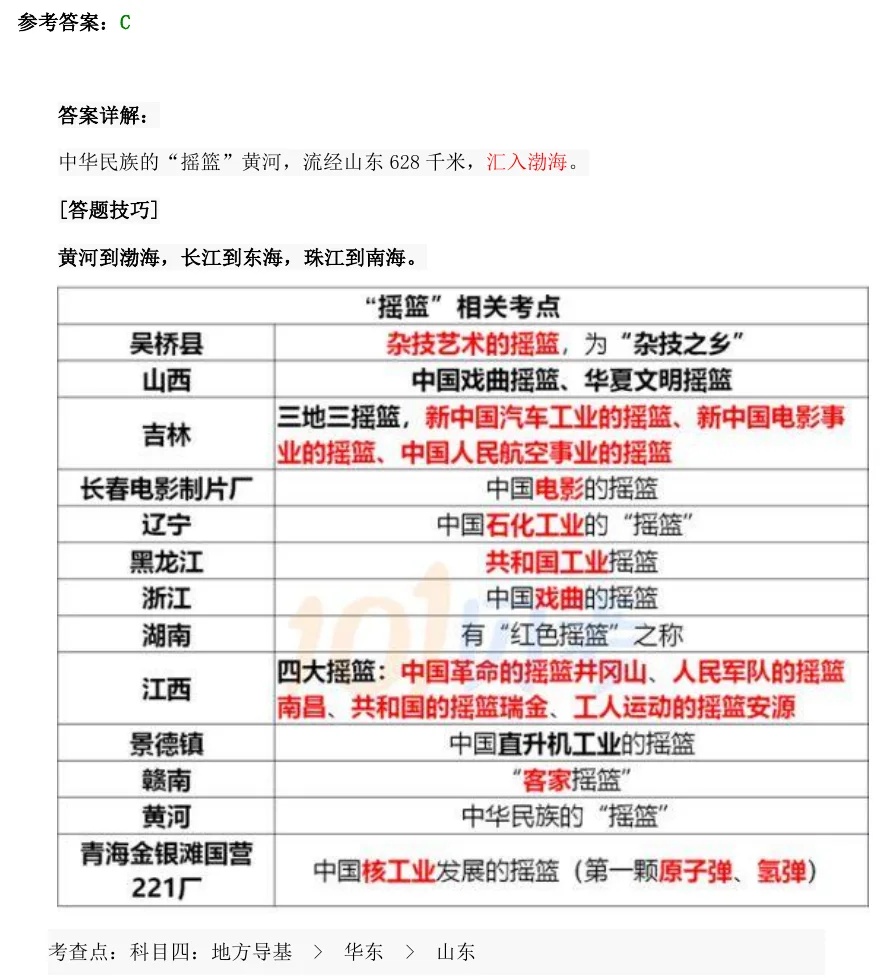 参考答案：C
答案详解：
中华民族的“摇篮”黄河，流经山东 628 千米，汇入渤海。
[答题技巧]
黄河到渤海，长江到东海，珠江到南海。
“摇篮”相关考点
吴桥县 杂技艺术的摇篮，为“杂技之乡”
山西 中国戏曲摇篮、华夏文明摇篮
吉林 三地三摇篮，新中国汽车工业的摇篮、新中国电影事
业的摇篮、中国人民航空事业的摇篮
长春电影制片厂 中国电影的摇篮
辽宁 中国石化工业的“摇篮”
黑龙江 共和国工业摇篮
浙江 中国戏曲的摇篮
湖南 有“红色摇篮”之称
江西 四大摇篮：中国革命的摇篮井冈山、人民军队的摇篮
南昌、共和国的摇篮瑞金、工人运动的摇篮安源
景德镇 中国直升机工业的摇篮
赣南 “客家摇篮”
黄河 中华民族的“摇篮”
青海金银滩国营
221厂 中国核工业发展的摇篮（第一颗原子弹、氢弹）
考查点：科目四：地方导基 > 华东 > 山东